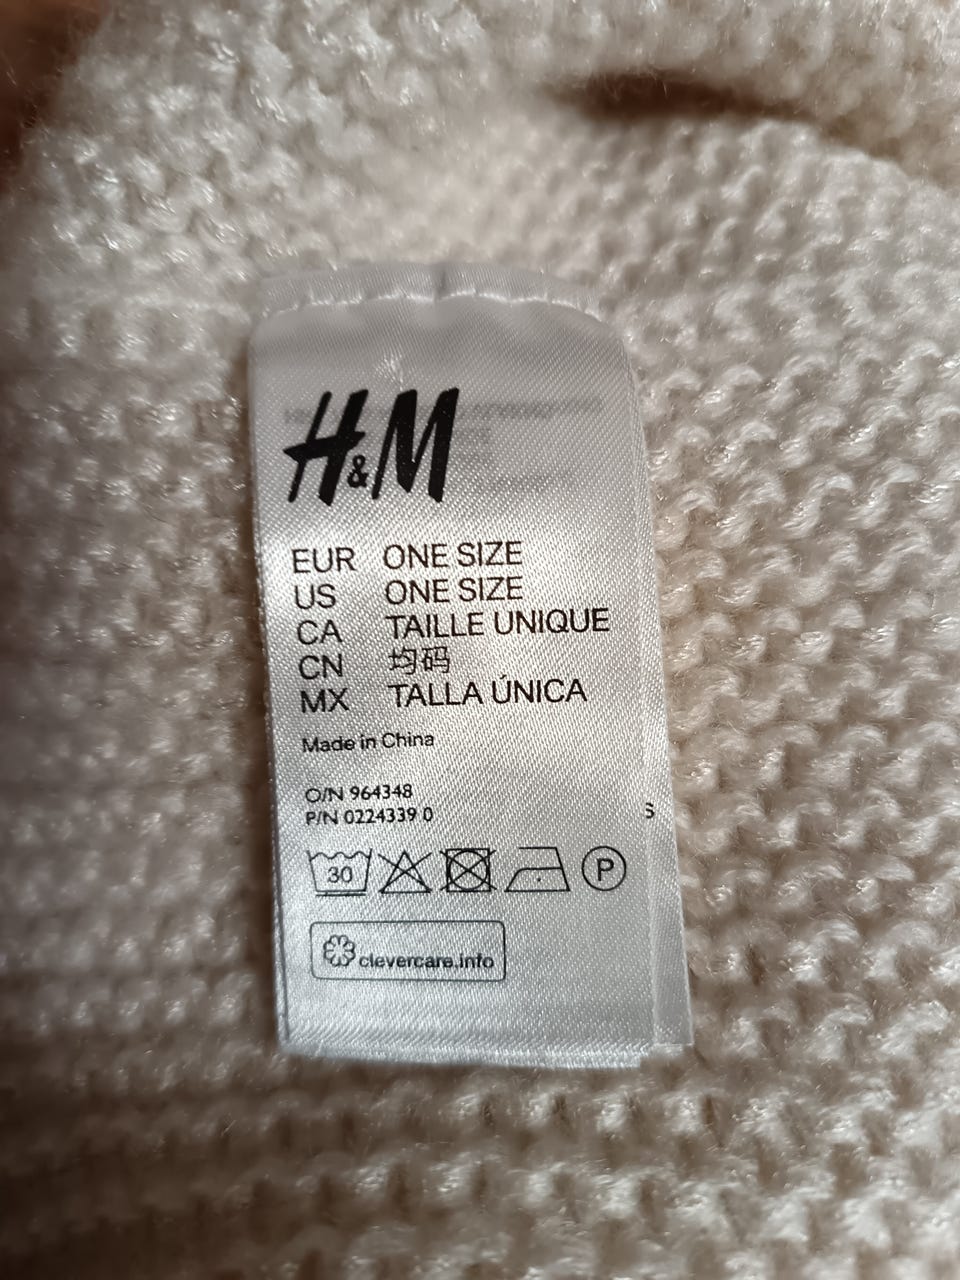 H&M
EUR ONE SIZE
US ONE SIZE
CA TAILLE UNIQUE
CN 均码
MX TALLA ÚNICA
Made in China
O/N 964348
P/N 0224339 0
S
30
P
clevercare.info